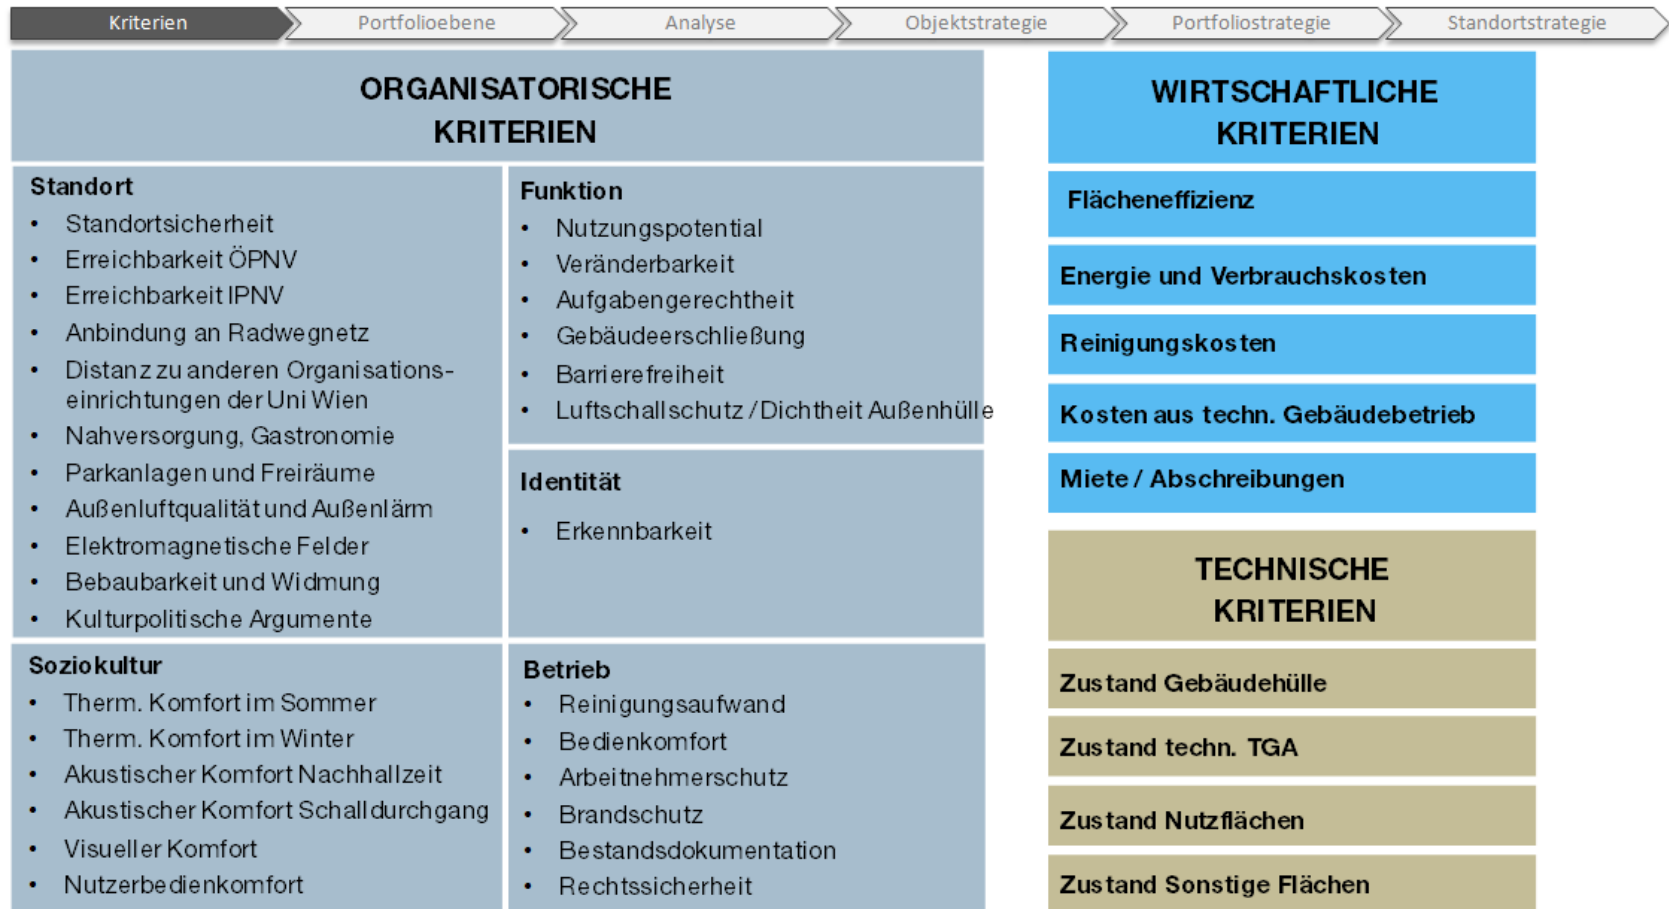 Kriterien
Portfolioebene
Analyse
Objektstrategie
Portfoliostrategie
Standortstrategie
ORGANISATORISCHE
KRITERIEN
Standort
• Standortsicherheit
• Erreichbarkeit ÖPNV
• Erreichbarkeit IPNV
• Anbindung an Radwegnetz
• Distanz zu anderen Organisations-
einrichtungen der Uni Wien
• Nahversorgung, Gastronomie
• Parkanlagen und Freiräume
• Außenluftqualität und Außenlärm
• Elektromagnetische Felder
• Bebaubarkeit und Widmung
• Kulturpolitische Argumente
Funktion
• Nutzungspotential
• Veränderbarkeit
• Aufgabengerechtheit
• Gebäudeerschließung
• Barrierefreiheit
• Luftschallschutz / Dichtheit Außenhülle
Identität
• Erkennbarkeit
Soziokultur
• Therm. Komfort im Sommer
• Therm. Komfort im Winter
• Akustischer Komfort Nachhallzeit
• Akustischer Komfort Schalldurchgang
• Visueller Komfort
• Nutzerbedienkomfort
Betrieb
• Reinigungsaufwand
• Bedienkomfort
• Arbeitnehmerschutz
• Brandschutz
• Bestandsdokumentation
• Rechtssicherheit
WIRTSCHAFTLICHE
KRITERIEN
Flächeneffizienz
Energie und Verbrauchskosten
Reinigungskosten
Kosten aus techn. Gebäudebetrieb
Miete / Abschreibungen
TECHNISCHE
KRITERIEN
Zustand Gebäudehülle
Zustand techn. TGA
Zustand Nutzflächen
Zustand Sonstige Flächen